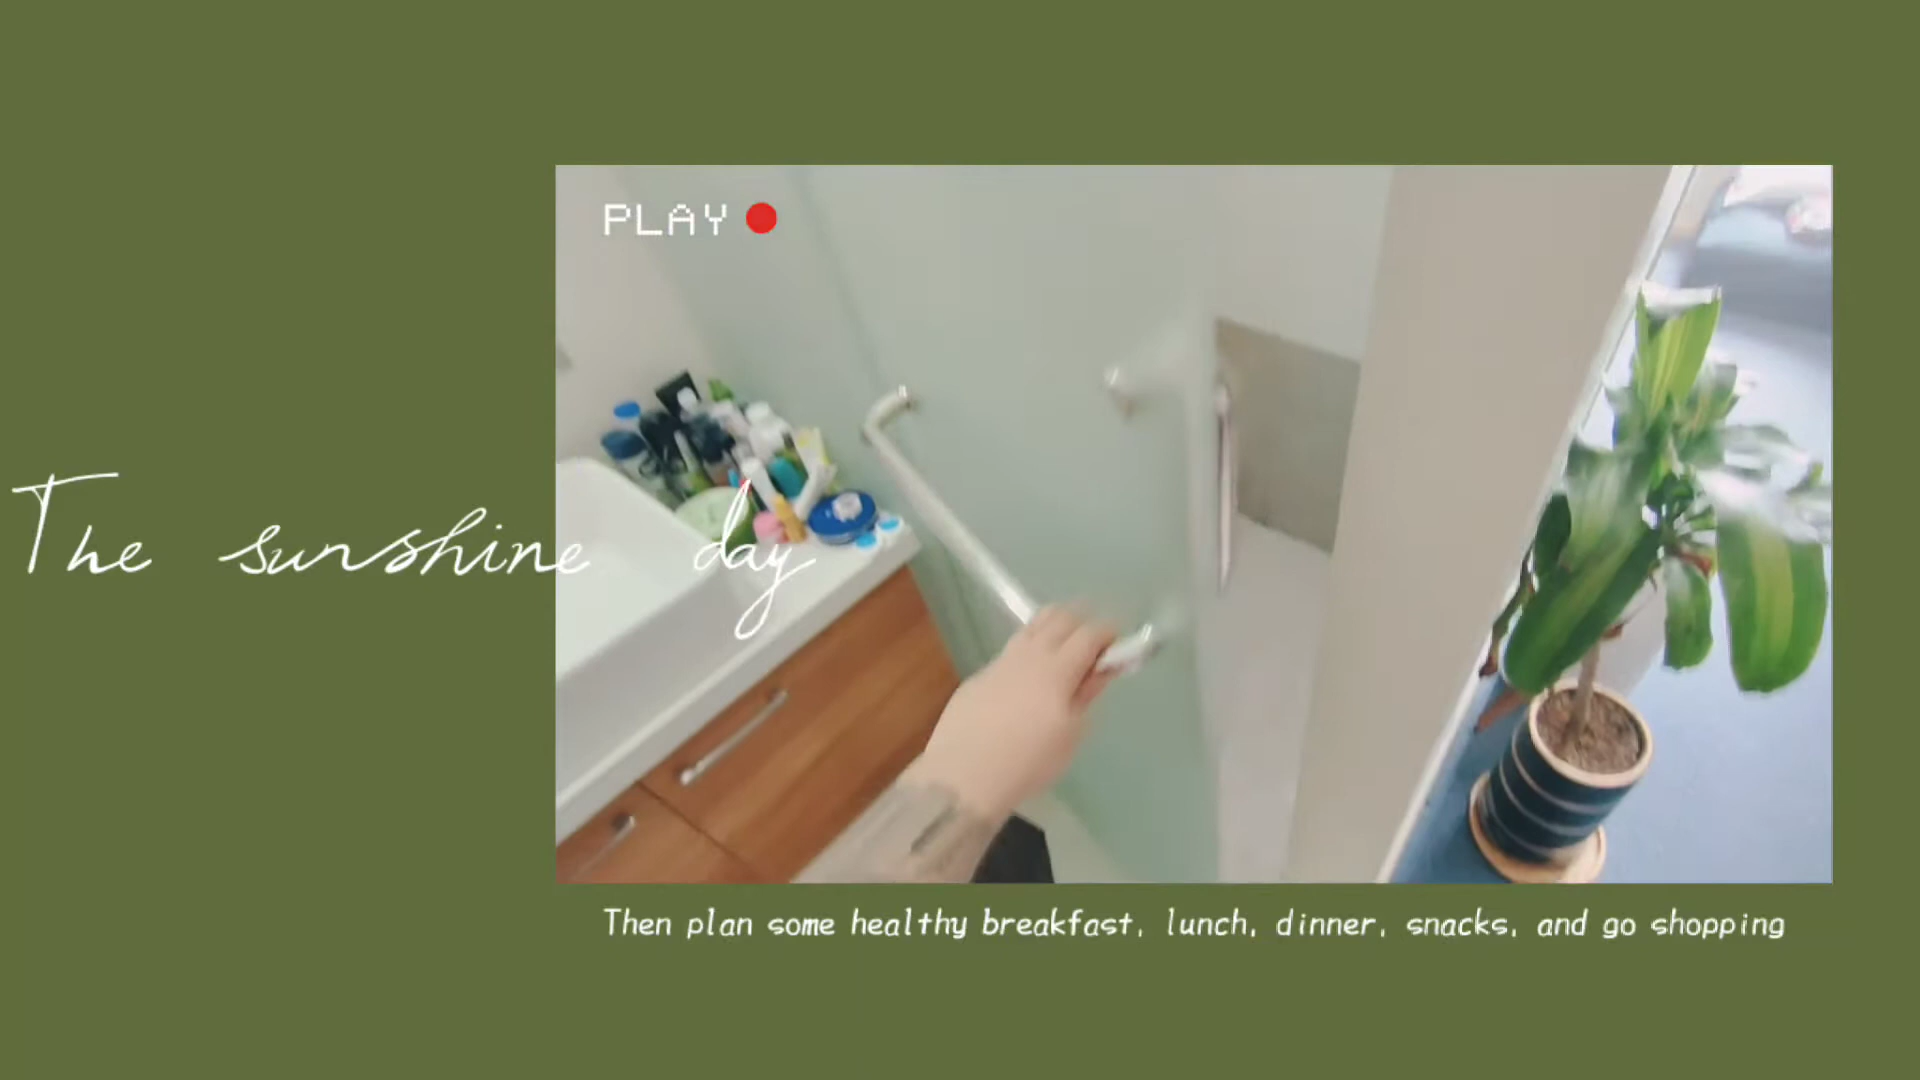 PLAY
The sunshine day
Then plan some healthy breakfast, lunch, dinner, snacks, and go shopping